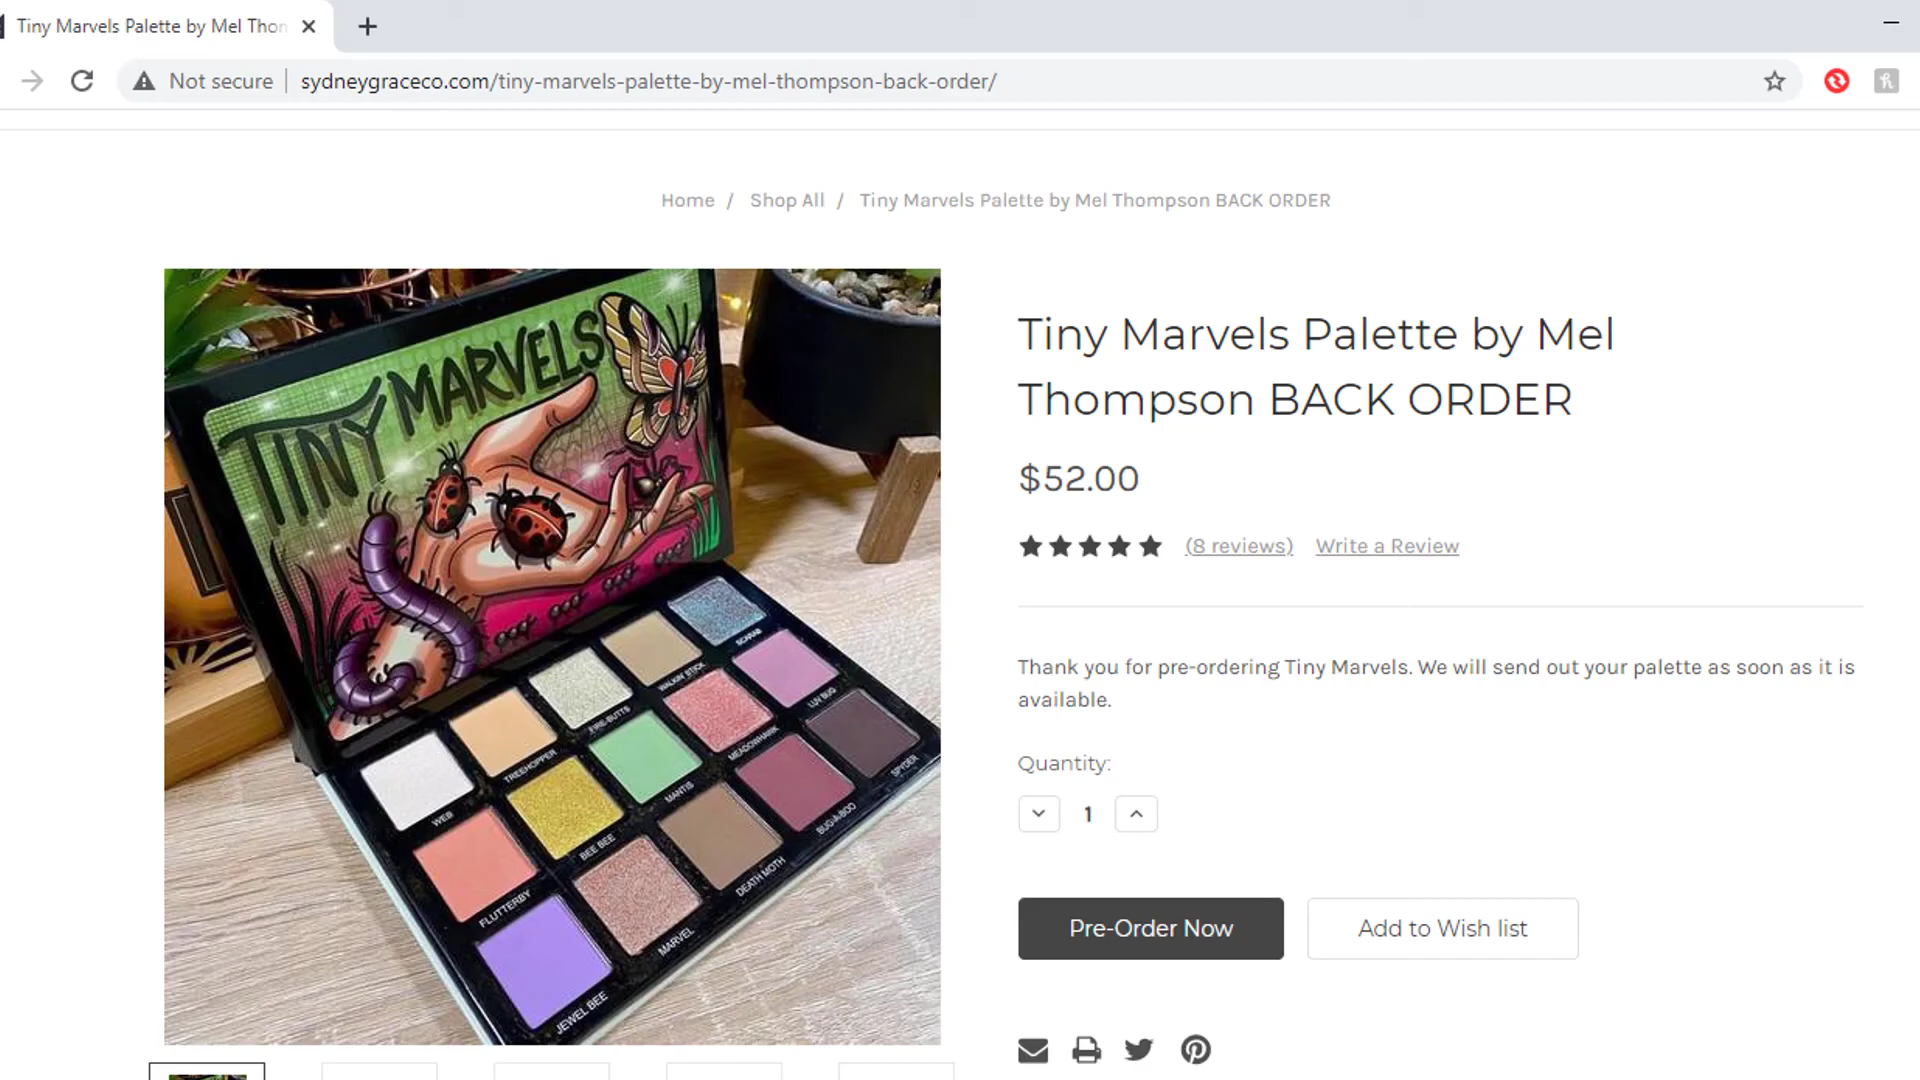 Tiny Marvels Palette by Mel Thon
Not secure
sydneygraceco.com/tiny-marvels-palette-by-mel-thompson-back-order/
Home / Shop All / Tiny Marvels Palette by Mel Thompson BACK ORDER
TINY MARVELS
SCARAB
WALKIN' STICK
LUV BUG
FIRE-BUTTS
MEADOWHAWK
SPYDER
TREEHOPPER
MANTIS
BUG-A-BOO
WEB
BEE BEE
DEATH MOTH
FLUTTERBY
MARVEL
JEWEL BEE
Tiny Marvels Palette by Mel
Thompson BACK ORDER
$52.00
(8 reviews) Write a Review
Thank you for pre-ordering Tiny Marvels. We will send out your palette as soon as it is
available.
Quantity:
1
Pre-Order Now
Add to Wish list